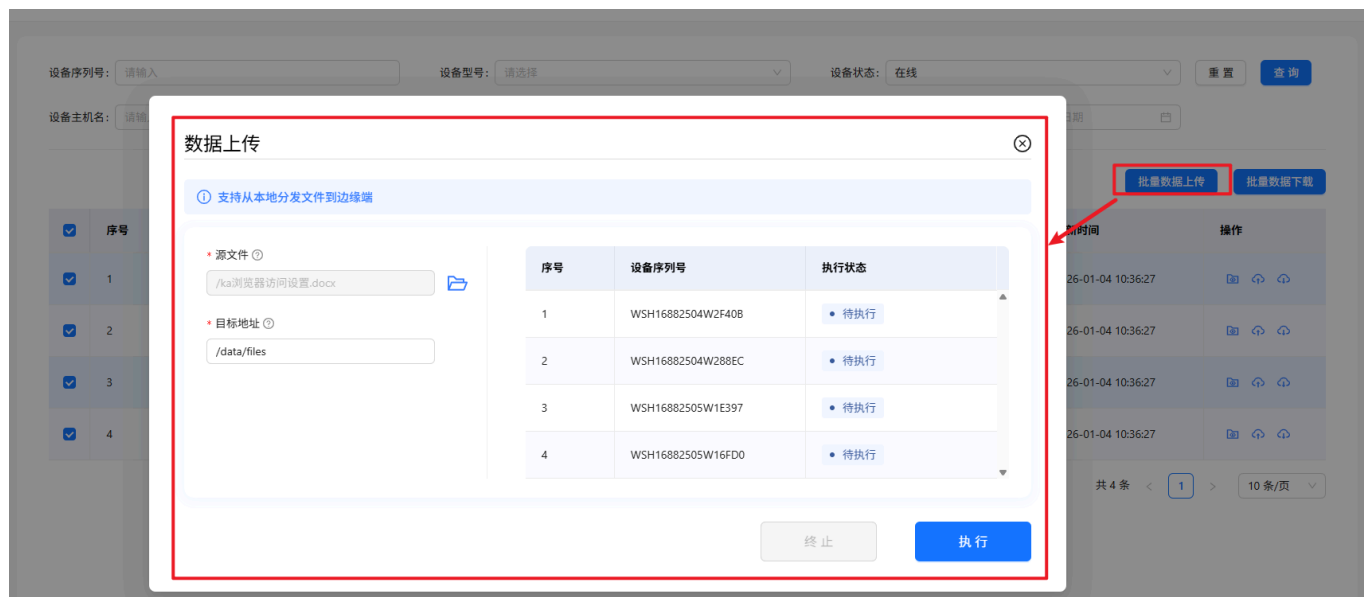 设备序列号: 请输入 设备型号: 请选择 设备状态: 在线 重置 查询
设备主机名: 请输 日期
批量数据上传 批量数据下载
序号 新时间 操作
1 26-01-04 10:36:27
2 26-01-04 10:36:27
3 26-01-04 10:36:27
4 26-01-04 10:36:27
共 4 条 < 1 > 10 条/页
数据上传
支持从本地分发文件到边缘端
* 源文件
/ka浏览器访问设置.docx
* 目标地址
/data/files
序号 设备序列号 执行状态
1 WSH16882504W2F40B 待执行
2 WSH16882504W288EC 待执行
3 WSH16882505W1E397 待执行
4 WSH16882505W16FD0 待执行
终止 执行